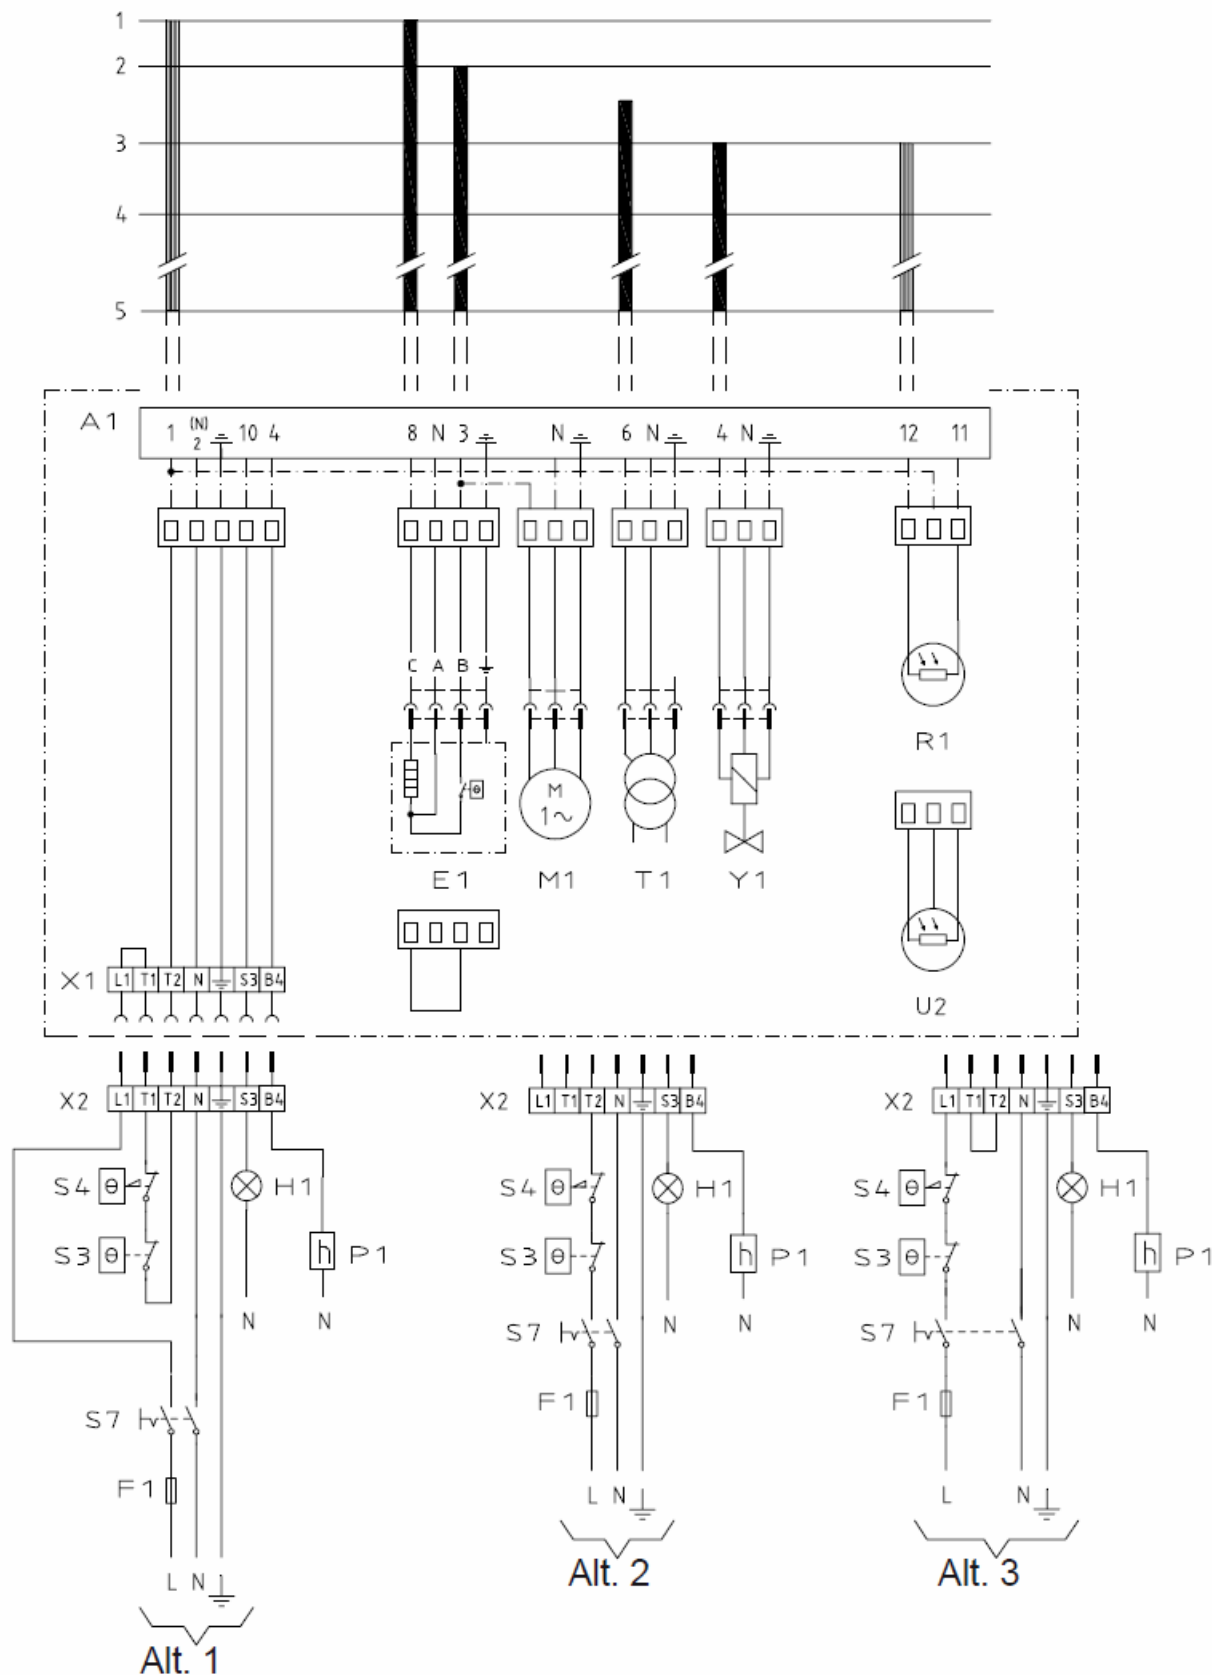 1
2
3
4
5
A1
1 (N) 2 10 4 8 N 3 N 6 N 4 N 12 11
C A B
R1
M
1~
E1 M1 T1 Y1
X1 L1 T1 T2 N S3 B4
U2
X2 L1 T1 T2 N S3 B4
X2 L1 T1 T2 N S3 B4
X2 L1 T1 T2 N S3 B4
S4 θ H1
S4 θ H1
S4 θ H1
S3 θ h P1
S3 θ h P1
S3 θ h P1
N N
N N
N N
S7
S7
S7
F1
F1
F1
L N
L N
L N
Alt. 2
Alt. 3
Alt. 1